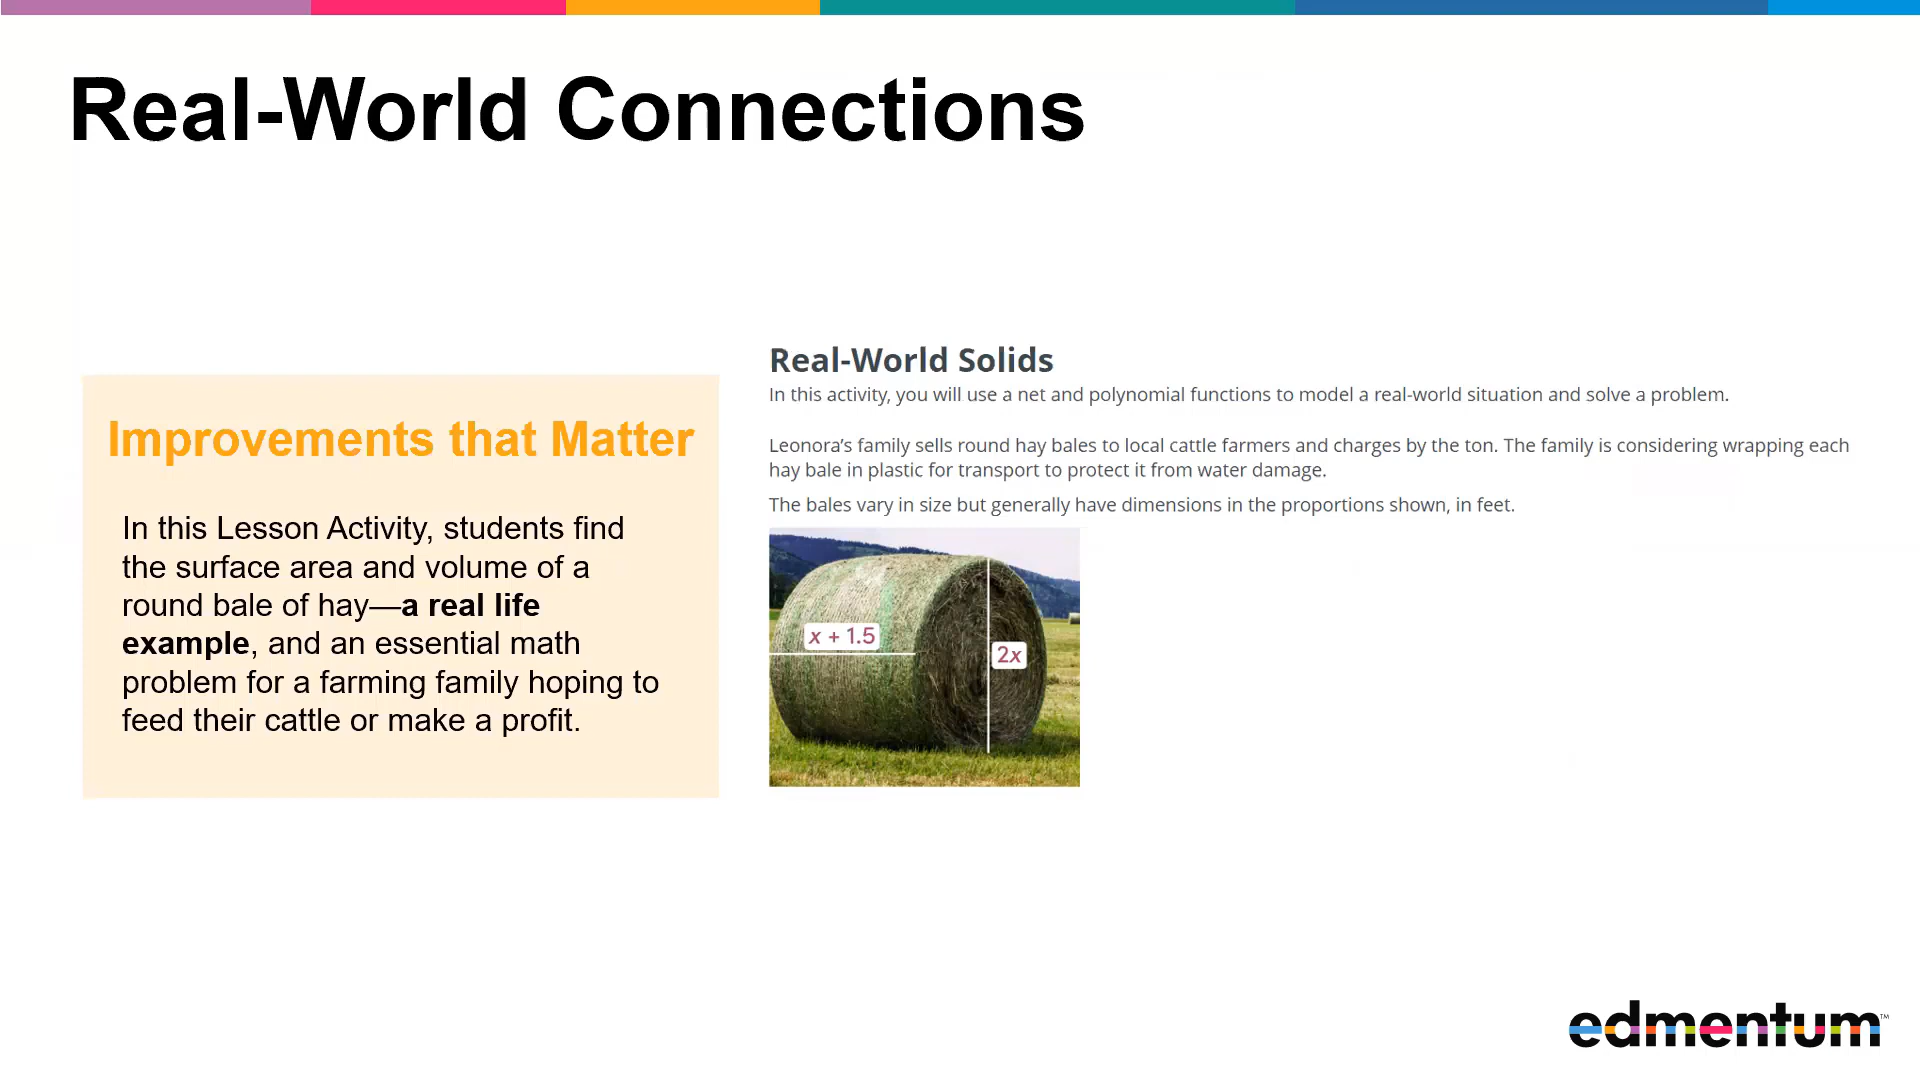 Real-World Connections
Improvements that Matter
In this Lesson Activity, students find
the surface area and volume of a
round bale of hay—a real life
example, and an essential math
problem for a farming family hoping to
feed their cattle or make a profit.
Real-World Solids
In this activity, you will use a net and polynomial functions to model a real-world situation and solve a problem.
Leonora’s family sells round hay bales to local cattle farmers and charges by the ton. The family is considering wrapping each
hay bale in plastic for transport to protect it from water damage.
The bales vary in size but generally have dimensions in the proportions shown, in feet.
x + 1.5
2x
edmentum™